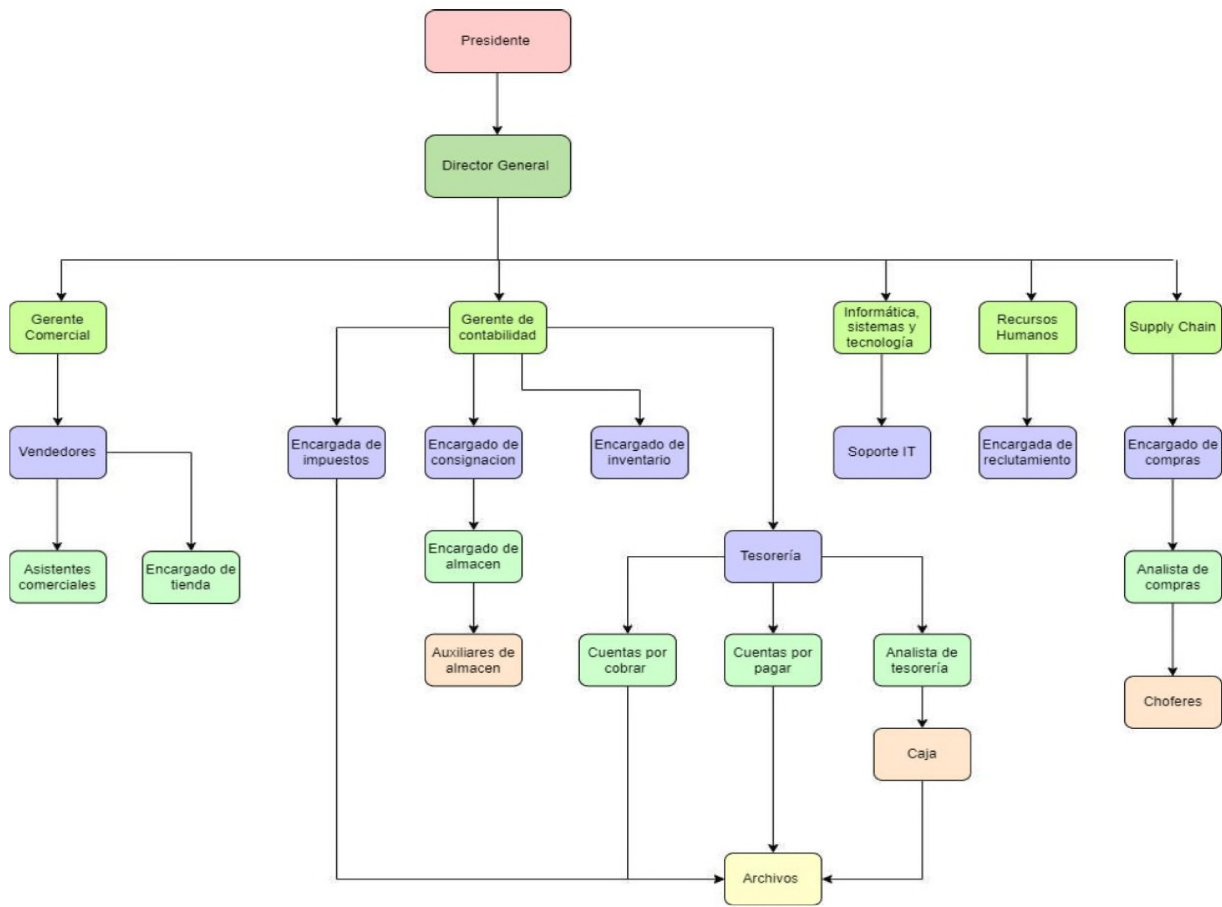 Presidente
Director General
Gerente
Comercial
Gerente de
contabilidad
Informática,
sistemas y
tecnología
Recursos
Humanos
Supply Chain
Vendedores
Encargada de
impuestos
Encargado de
consignacion
Encargado de
inventario
Soporte IT
Encargada de
reclutamiento
Encargado de
compras
Asistentes
comerciales
Encargado de
tienda
Encargado de
almacen
Tesorería
Analista de
compras
Auxiliares de
almacen
Cuentas por
cobrar
Cuentas por
pagar
Analista de
tesorería
Choferes
Caja
Archivos